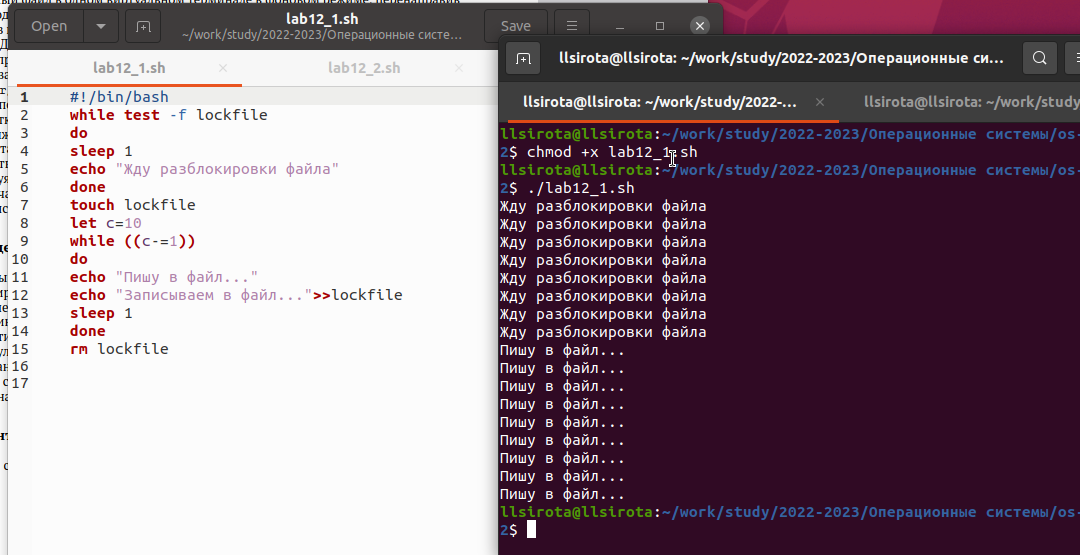 Open
lab12_1.sh
~/work/study/2022-2023/Операционные систе…
Save
lab12_1.sh
lab12_2.sh
1 #!/bin/bash
2 while test -f lockfile
3 do
4 sleep 1
5 echo "Жду разблокировки файла"
6 done
7 touch lockfile
8 let c=10
9 while ((c-=1))
10 do
11 echo "Пишу в файл..."
12 echo "Записываем в файл...">>lockfile
13 sleep 1
14 done
15 rm lockfile
16
17
llsirota@llsirota: ~/work/study/2022-2023/Операционные си…
llsirota@llsirota: ~/work/study/2022-…
llsirota@llsirota: ~/work/study
llsirota@llsirota:~/work/study/2022-2023/Операционные системы/os-
2$ chmod +x lab12_1.sh
llsirota@llsirota:~/work/study/2022-2023/Операционные системы/os-
2$ ./lab12_1.sh
Жду разблокировки файла
Жду разблокировки файла
Жду разблокировки файла
Жду разблокировки файла
Жду разблокировки файла
Жду разблокировки файла
Жду разблокировки файла
Жду разблокировки файла
Пишу в файл...
Пишу в файл...
Пишу в файл...
Пишу в файл...
Пишу в файл...
Пишу в файл...
Пишу в файл...
Пишу в файл...
Пишу в файл...
llsirota@llsirota:~/work/study/2022-2023/Операционные системы/os-
2$